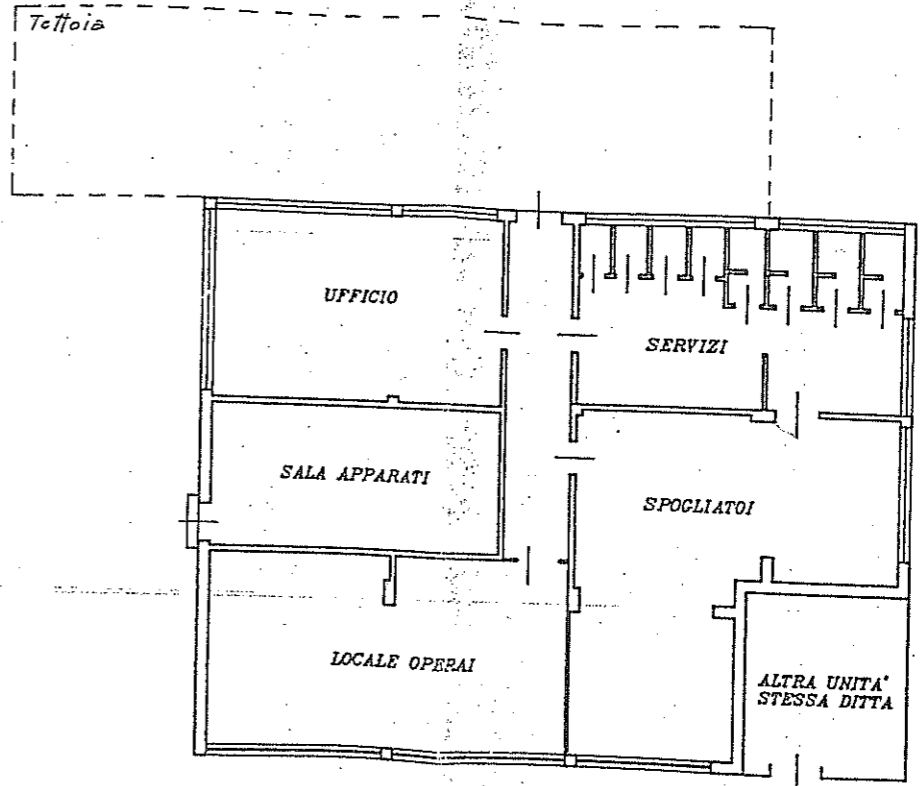 Tettoia
UFFICIO
SERVIZI
SALA APPARATI
SPOGLIATOI
LOCALE OPERAI
ALTRA UNITA'
STESSA DITTA